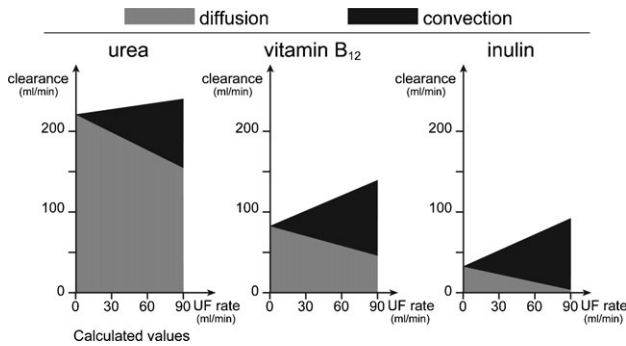 diffusion convection
urea vitamin B₁₂ inulin
clearance clearance clearance
(ml/min) (ml/min) (ml/min)
200 200 200
100 100 100
0 0 0
0 30 60 90 UF rate 0 30 60 90 UF rate 0 30 60 90 UF rate
(ml/min) (ml/min) (ml/min)
Calculated values